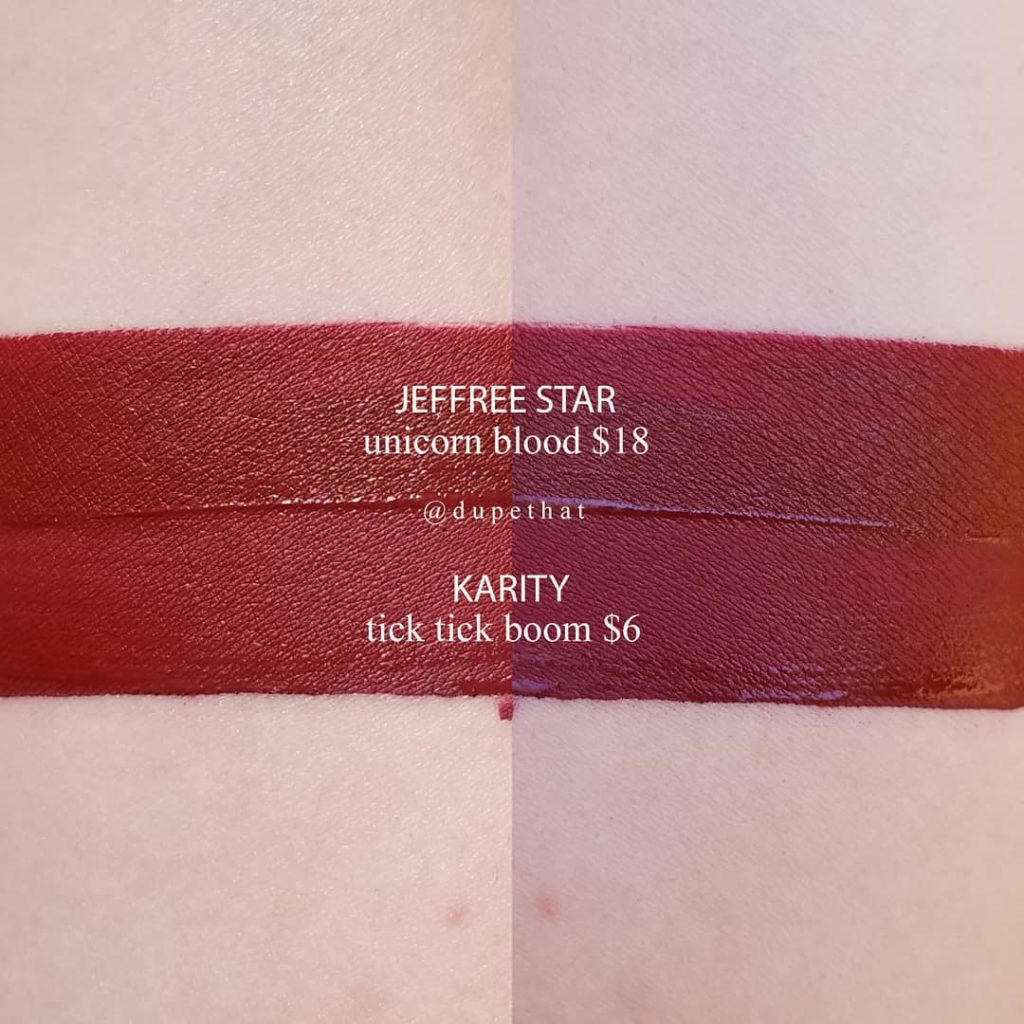 JEFFREE STAR
unicorn blood $18
@dupethat
KARITY
tick tick boom $6